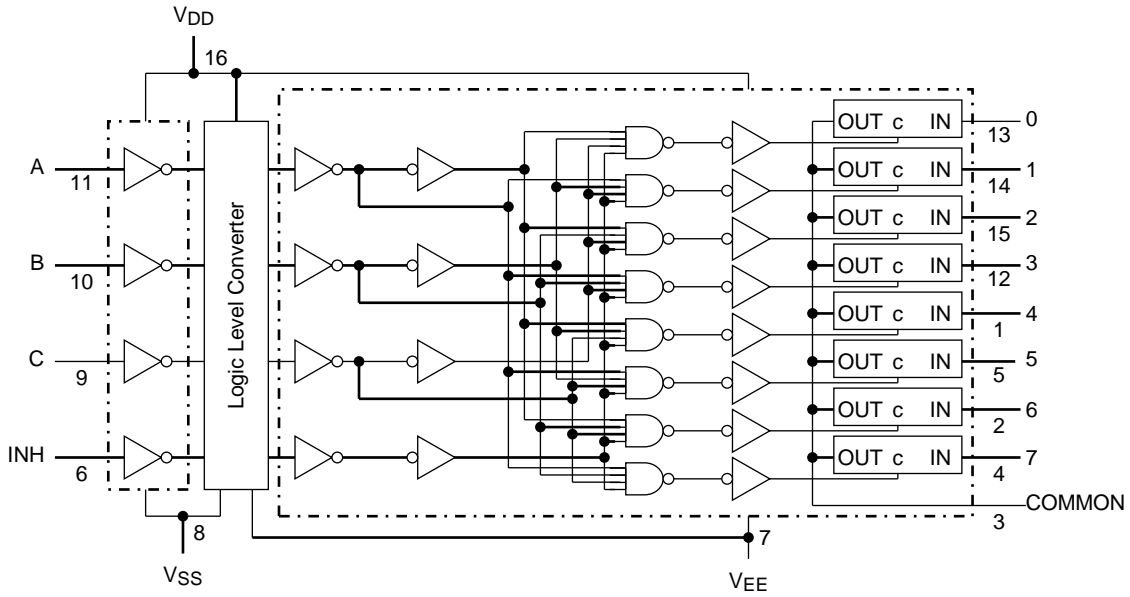 VDD
16
OUT c IN
0
13
A
11
OUT c IN
1
14
OUT c IN
2
15
B
10
OUT c IN
3
12
Logic Level Converter
OUT c IN
4
1
C
9
OUT c IN
5
5
OUT c IN
6
2
INH
6
OUT c IN
7
4
COMMON
3
8
7
VSS
VEE